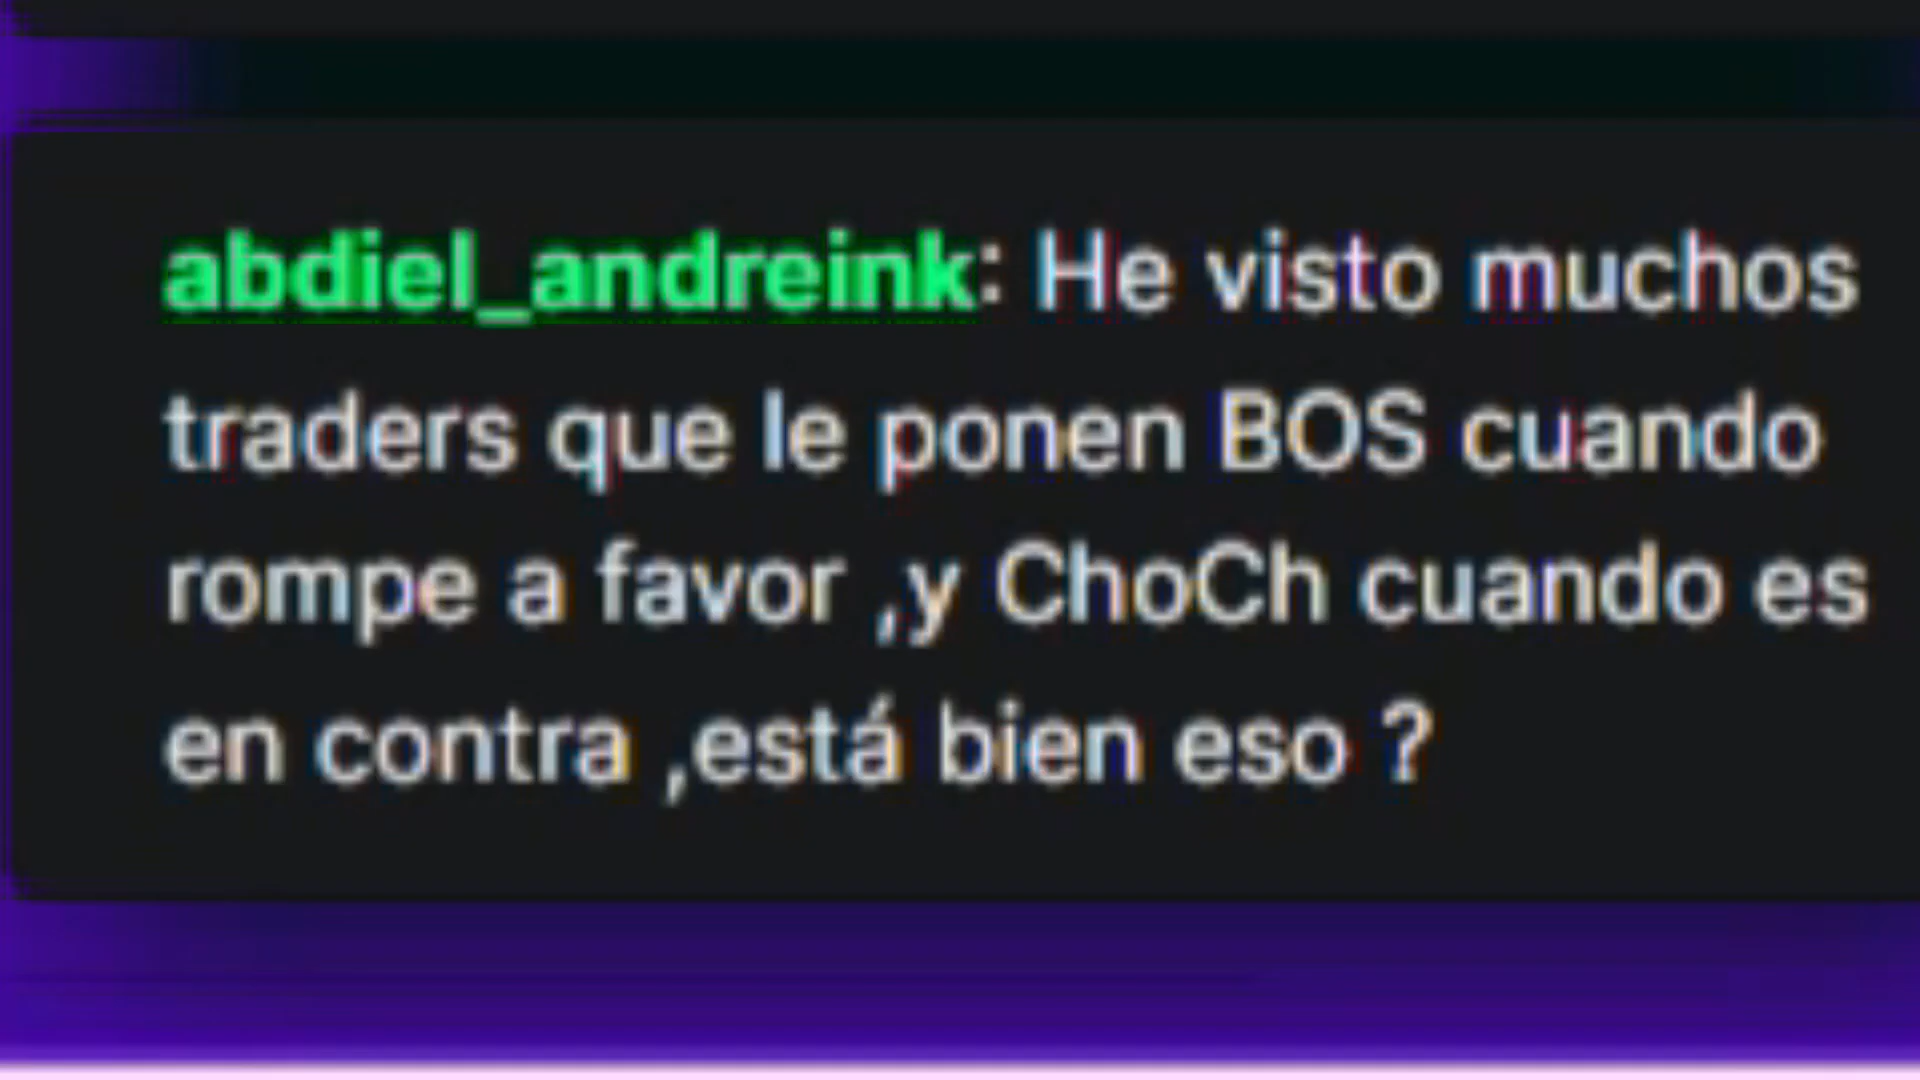 abdiel_andreink: He visto muchos
traders que le ponen BOS cuando
rompe a favor ,y ChoCh cuando es
en contra ,está bien eso ?